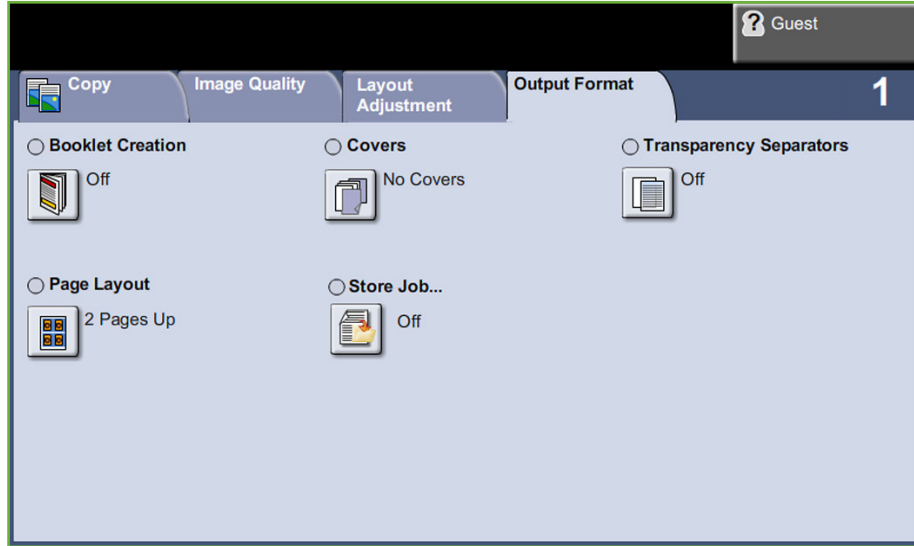 Guest
Copy
Image Quality
Layout
Adjustment
Output Format
1
Booklet Creation
Off
Covers
No Covers
Transparency Separators
Off
Page Layout
2 Pages Up
Store Job...
Off